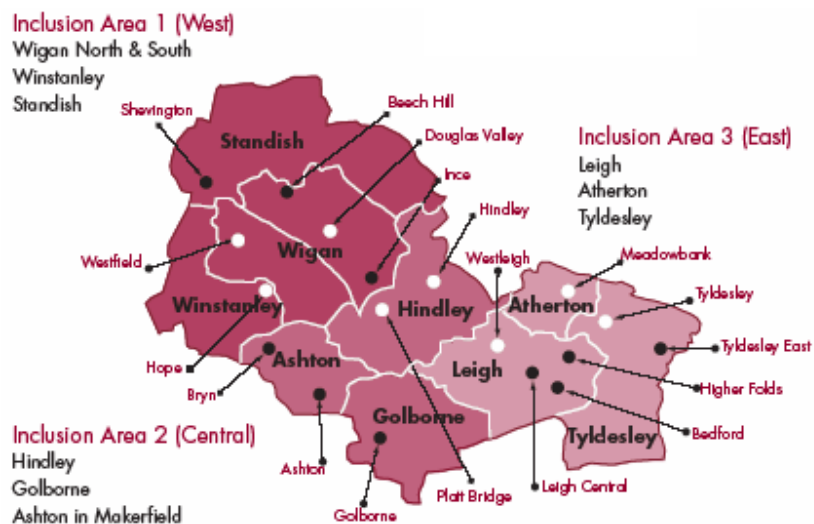 Inclusion Area 1 (West)
Wigan North & South
Winstanley
Standish
Shevington
Beech Hill
Douglas Valley
Standish
Ince
Inclusion Area 3 (East)
Leigh
Atherton
Tyldesley
Hindley
Westleigh
Meadowbank
Westfield
Wigan
Winstanley
Hindley
Atherton
Tyldesley
Hope
Bryn
Ashton
Leigh
Tyldesley East
Higher Folds
Golborne
Tyldesley
Bedford
Inclusion Area 2 (Central)
Hindley
Golborne
Ashton in Makerfield
Ashton
Golborne
Platt Bridge
Leigh Central